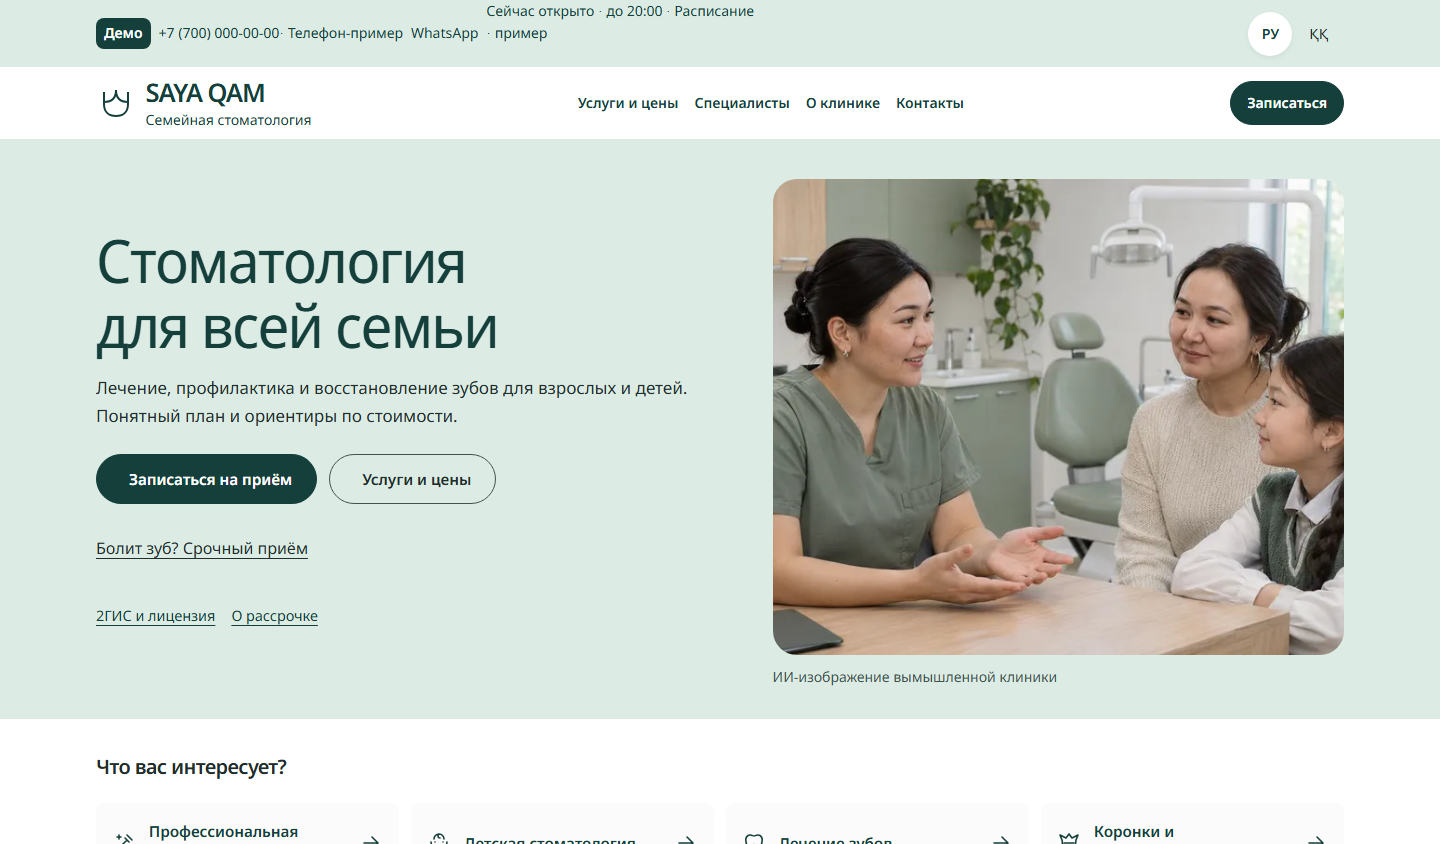 Сейчас открыто · до 20:00 · Расписание
Демо +7 (700) 000-00-00 · Телефон-пример WhatsApp · пример
РУ ҚҚ
SAYA QAM
Семейная стоматология
Услуги и цены Специалисты О клинике Контакты
Записаться
Стоматология
для всей семьи
Лечение, профилактика и восстановление зубов для взрослых и детей.
Понятный план и ориентиры по стоимости.
Записаться на приём Услуги и цены
Болит зуб? Срочный приём
2ГИС и лицензия О рассрочке
ИИ-изображение вымышленной клиники
Что вас интересует?
Профессиональная
Детская стоматология
Лечение зубов
Коронки и